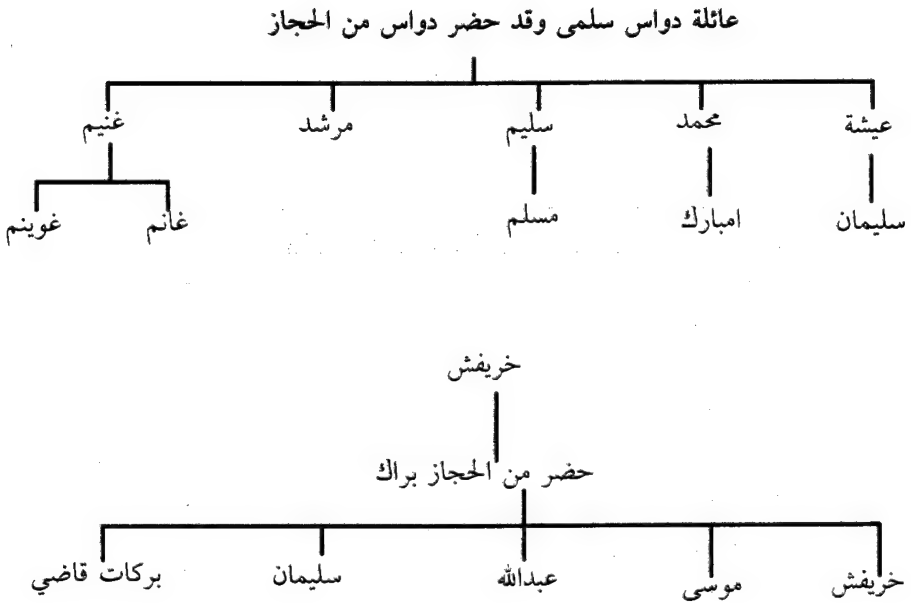 عائلة دواس سلمى وقد حضر دواس من الحجاز
عيشة محمد سليم مرشد غنيم
سليمان امبارك مسلم غانم غوينم
خريفش
حضر من الحجاز براك
خريفش موسى عبدالله سليمان بركات قاضي